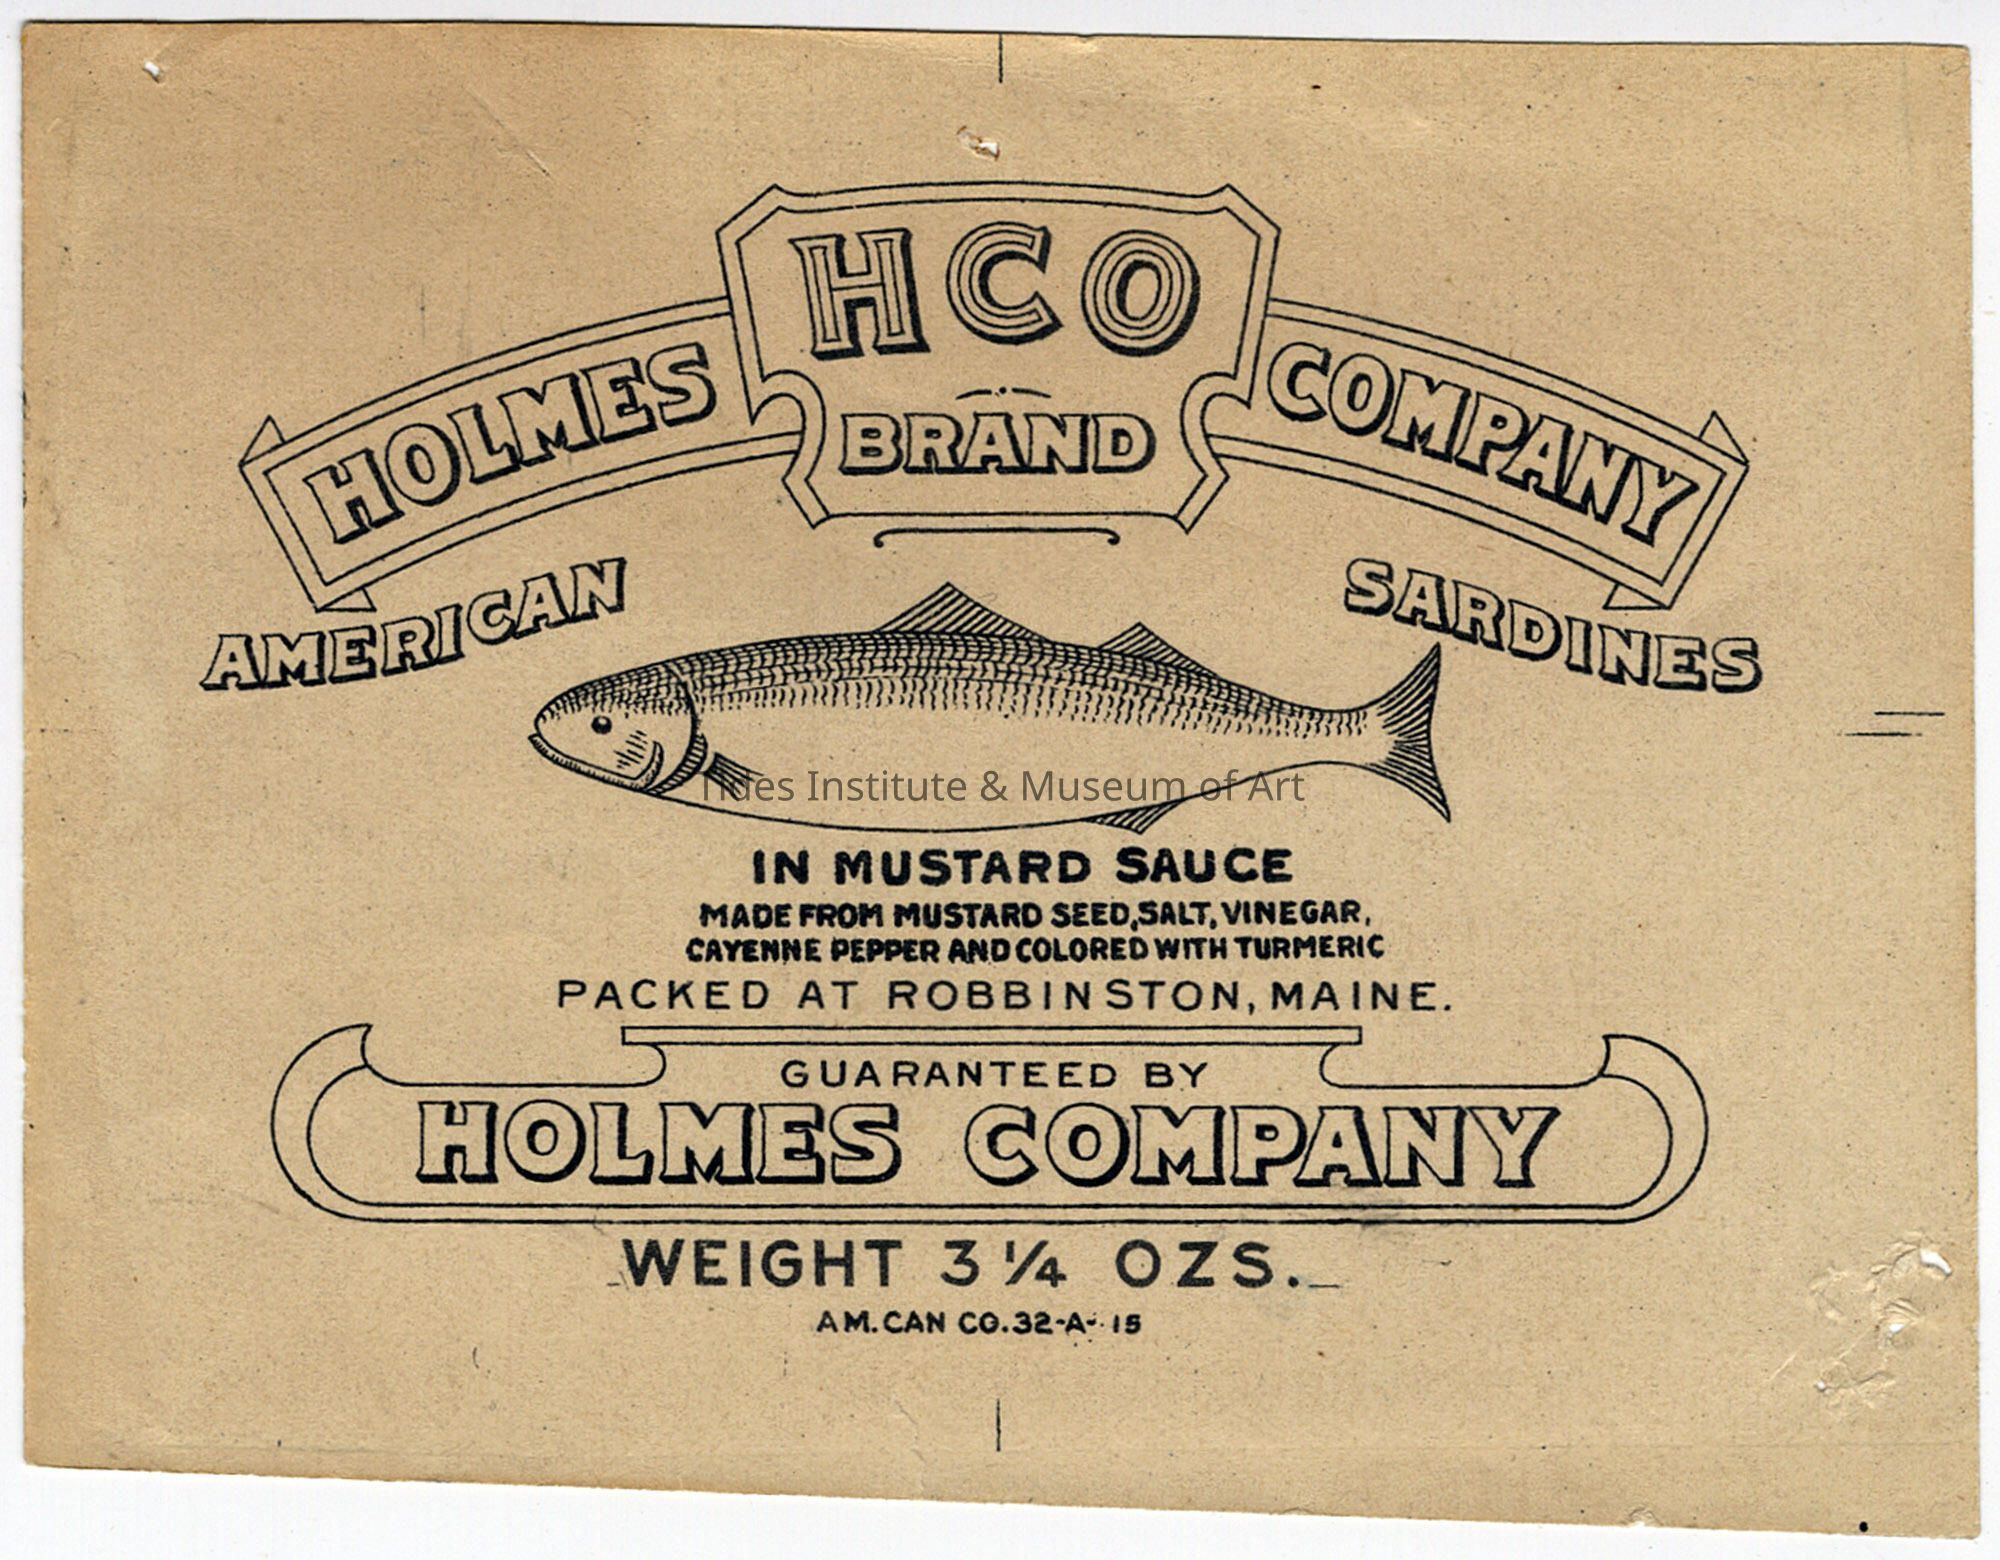 HCO
BRAND
HOLMES COMPANY
AMERICAN SARDINES
Tides Institute & Museum of Art
IN MUSTARD SAUCE
MADE FROM MUSTARD SEED, SALT, VINEGAR,
CAYENNE PEPPER AND COLORED WITH TURMERIC
PACKED AT ROBBINSTON, MAINE.
GUARANTEED BY
HOLMES COMPANY
WEIGHT 3 1/4 OZS.
AM. CAN CO. 32-A-15